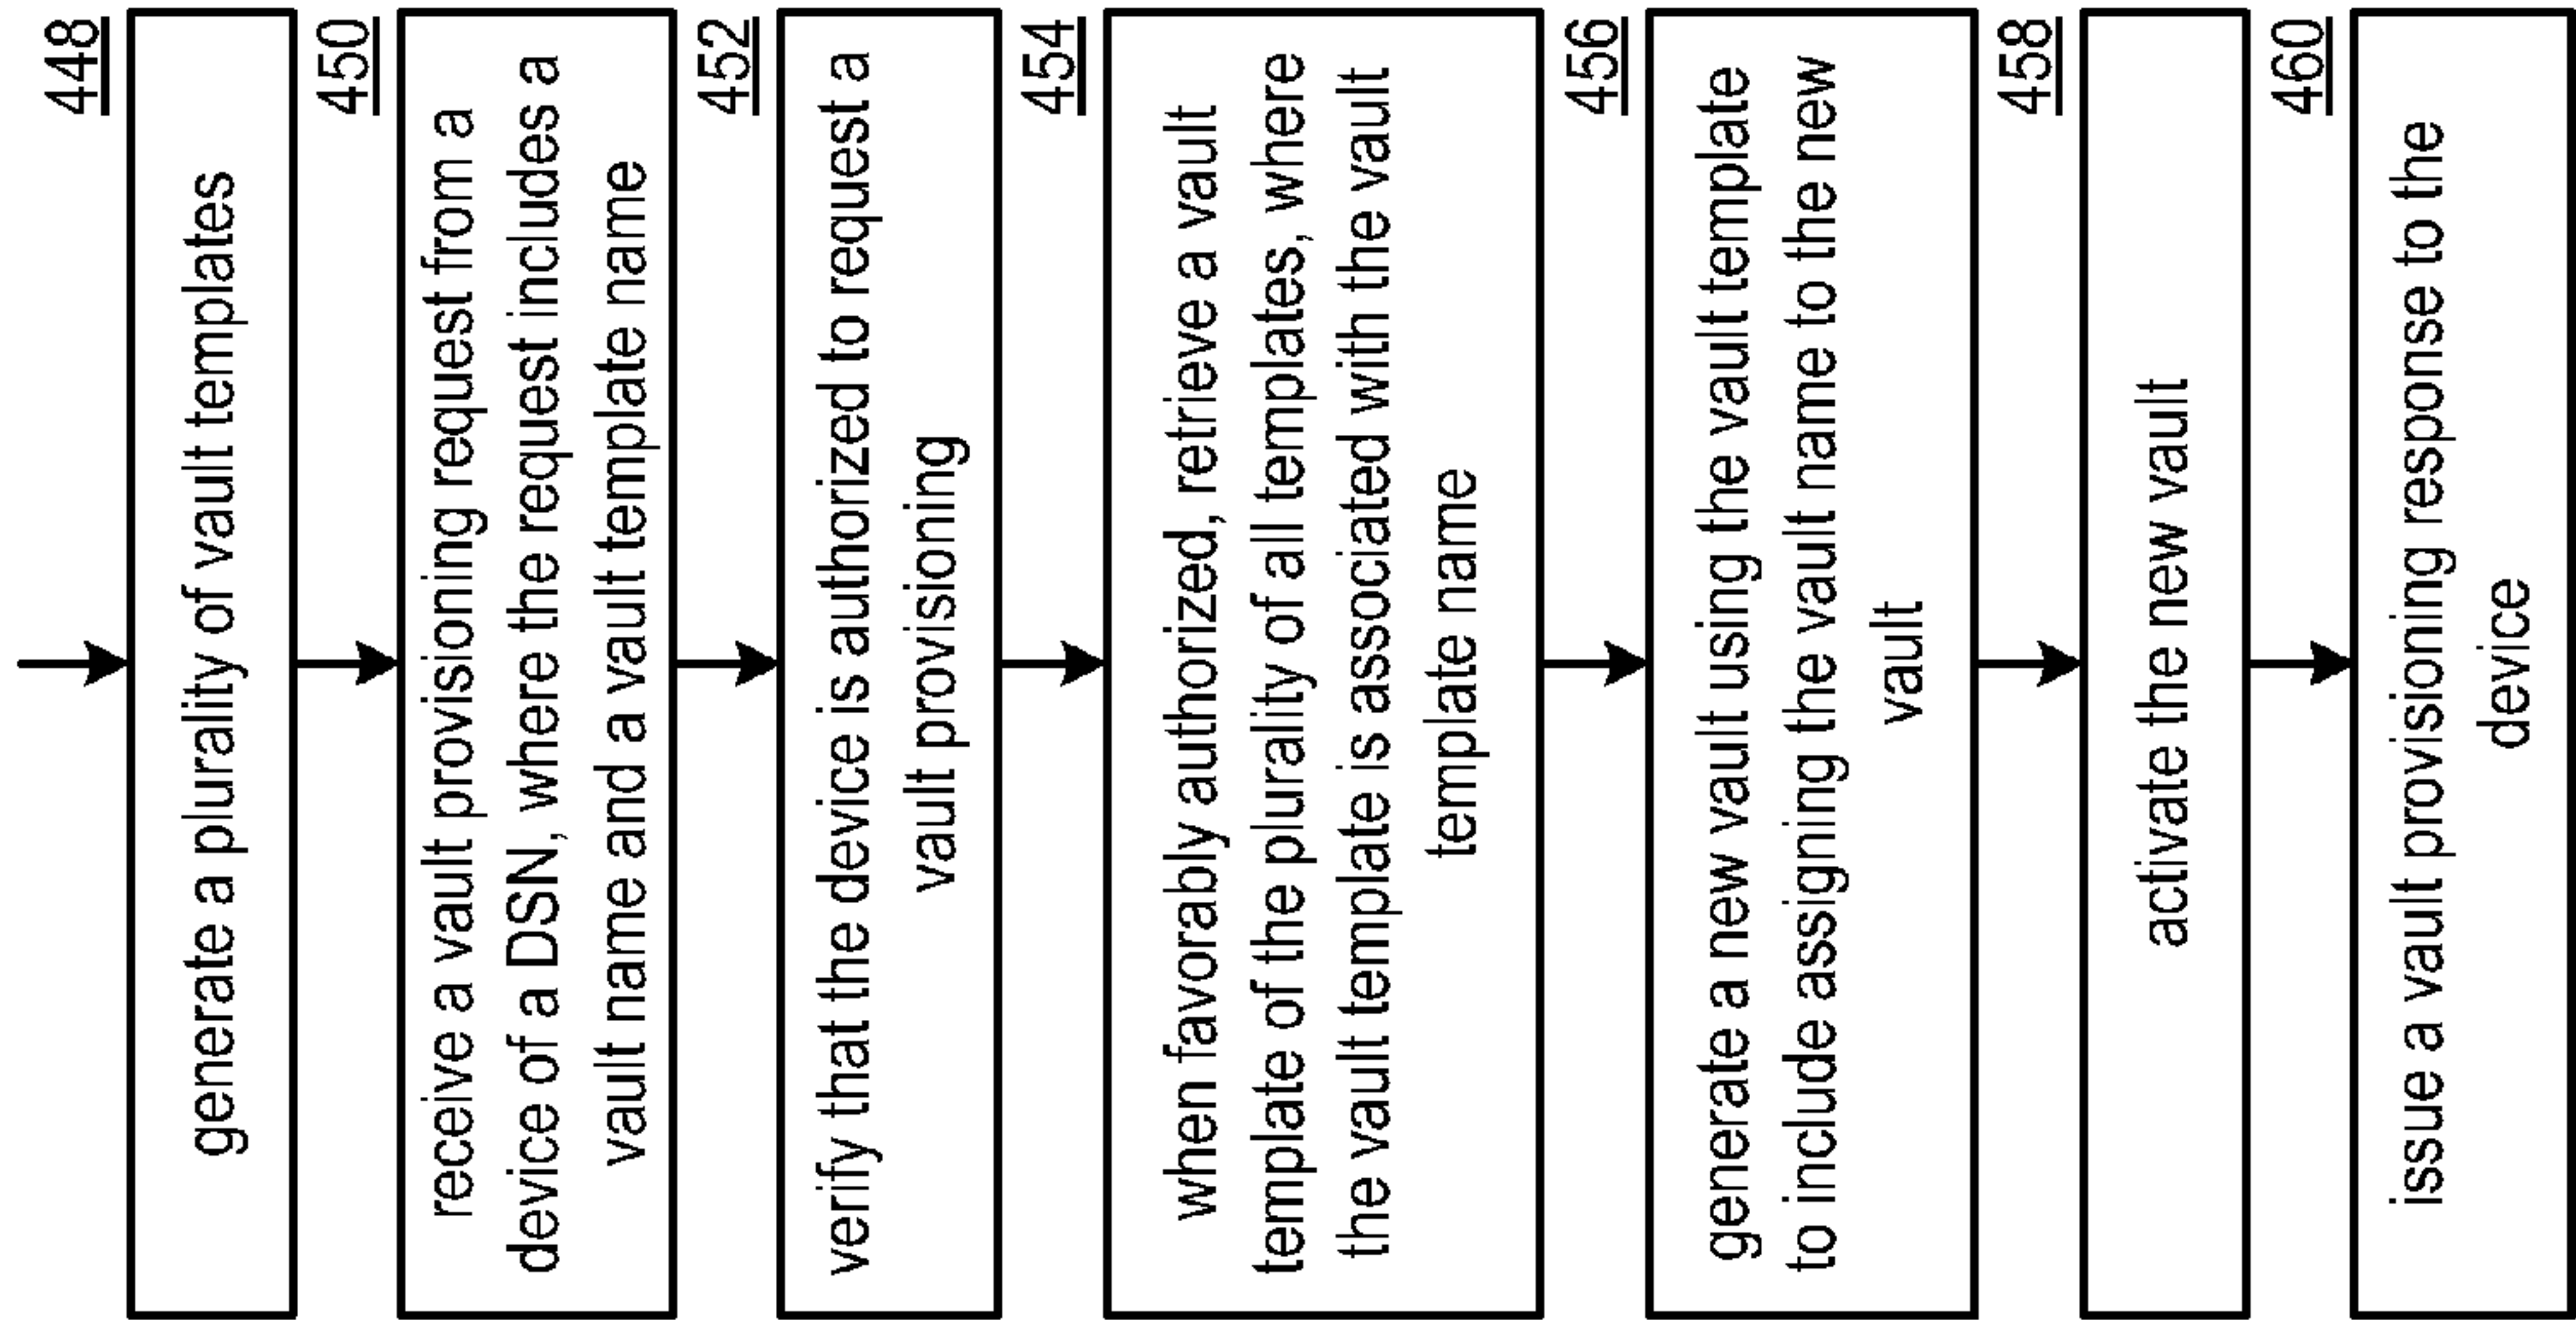 448
generate a plurality of vault templates
450
receive a vault provisioning request from a
device of a DSN, where the request includes a
vault name and a vault template name
452
verify that the device is authorized to request a
vault provisioning
454
when favorably authorized, retrieve a vault
template of the plurality of all templates, where
the vault template is associated with the vault
template name
456
generate a new vault using the vault template
to include assigning the vault name to the new
vault
458
activate the new vault
460
issue a vault provisioning response to the
device